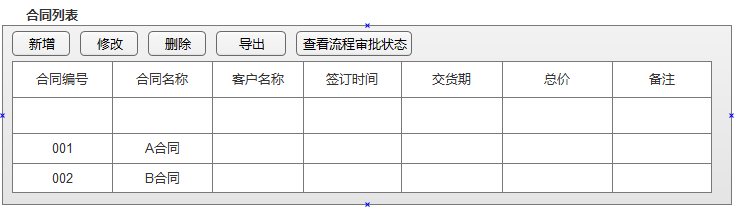 合同列表
新增 修改 删除 导出 查看流程审批状态
合同编号 合同名称 客户名称 签订时间 交货期 总价 备注
001 A合同
002 B合同